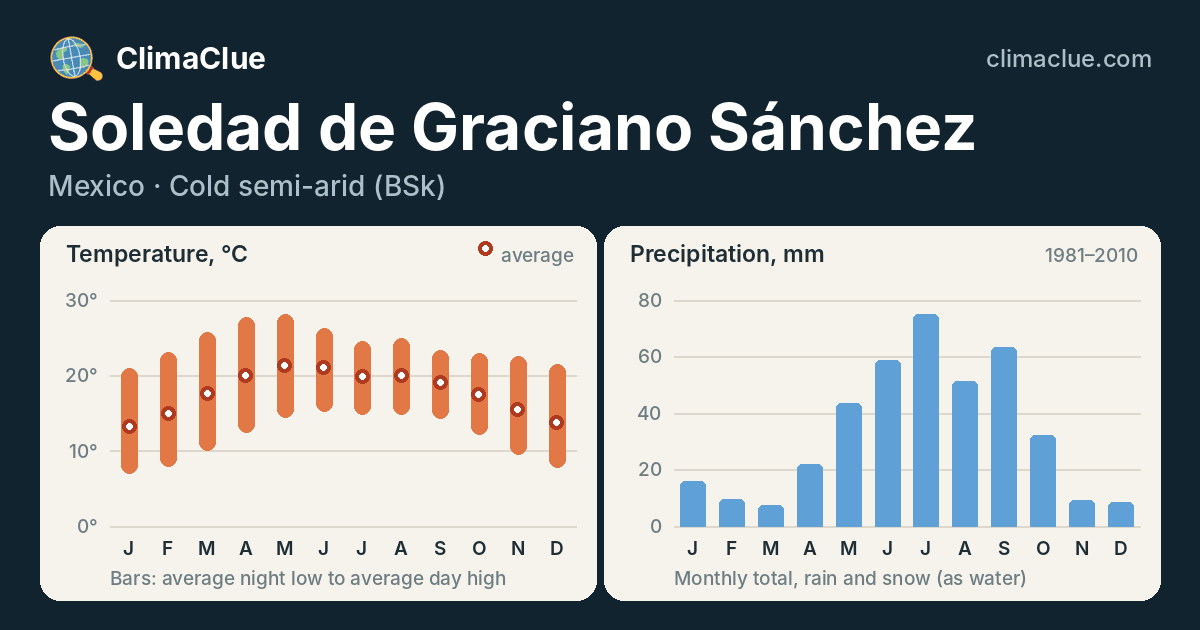 ClimaClue
climaclue.com
Soledad de Graciano Sánchez
Mexico · Cold semi-arid (BSk)
Temperature, °C
average
30°
20°
10°
0°
J F M A M J J A S O N D
Bars: average night low to average day high
Precipitation, mm
1981–2010
80
60
40
20
0
J F M A M J J A S O N D
Monthly total, rain and snow (as water)